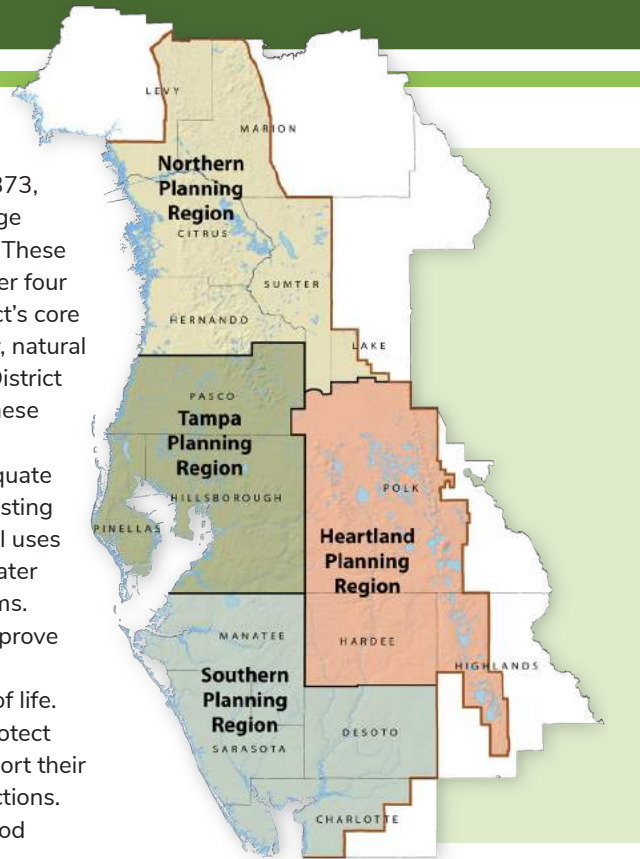 373,
ge
These
er four
ct's core
, natural
District
hese
quate
sting
l uses
ater
ms.
prove
of life.
otect
ort their
ctions.
od
LEVY
MARION
Northern
Planning
Region
CITRUS
SUMTER
HERNANDO
LAKE
PASCO
Tampa
Planning
Region
HILLSBOROUGH
PINELLAS
POLK
Heartland
Planning
Region
MANATEE
HARDEE
HIGHLANDS
Southern
Planning
Region
SARASOTA
DESOTO
CHARLOTTE